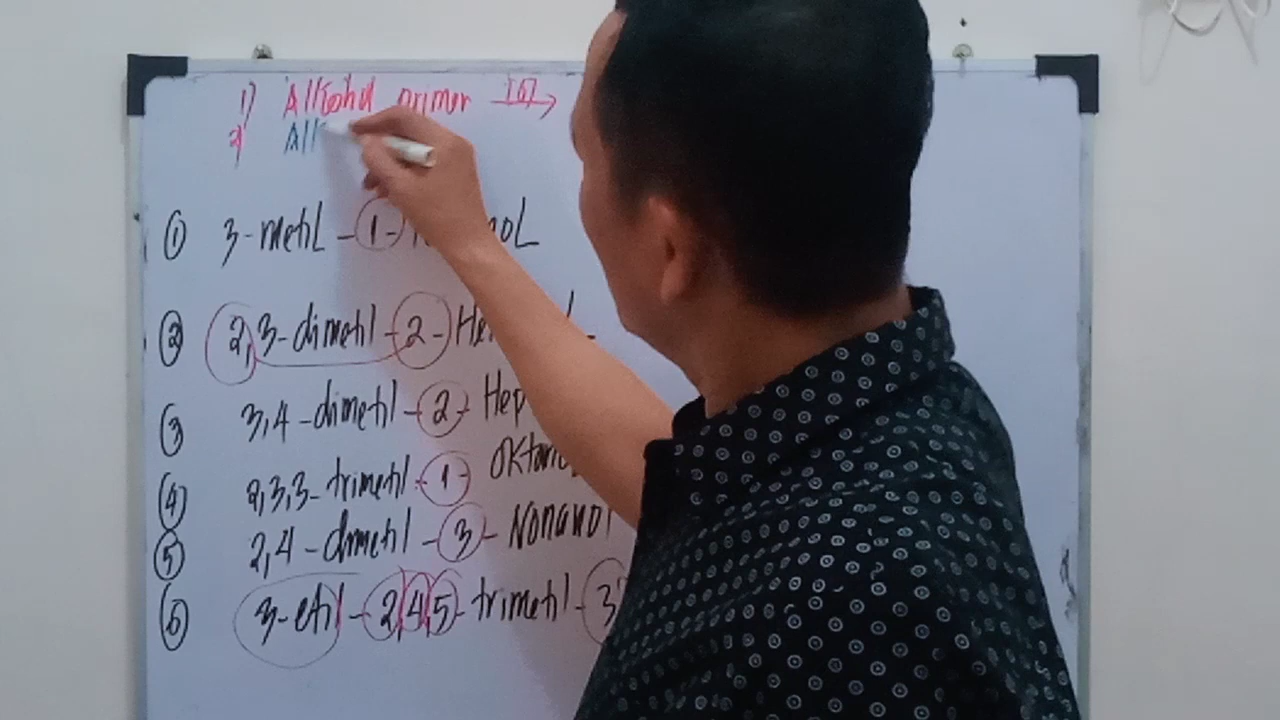 1) Alkohol primer [O] →
2) Alk
① 3-metil-1- nol
② 2,3-dimetil-2-He
③ 3,4-dimetil-2-Hep
④ 2,3,3-trimetil-1-Oktano
⑤ 2,4-dimetil-3-Nonanol
⑥ 3-etil-2,4,5-trimetil-3